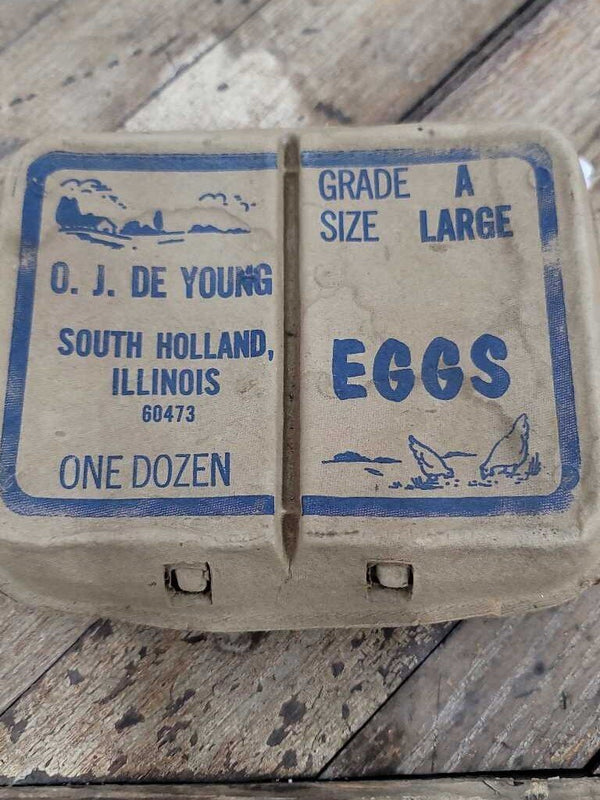 O. J. DE YOUNG
SOUTH HOLLAND,
ILLINOIS
60473
ONE DOZEN
GRADE A
SIZE LARGE
EGGS